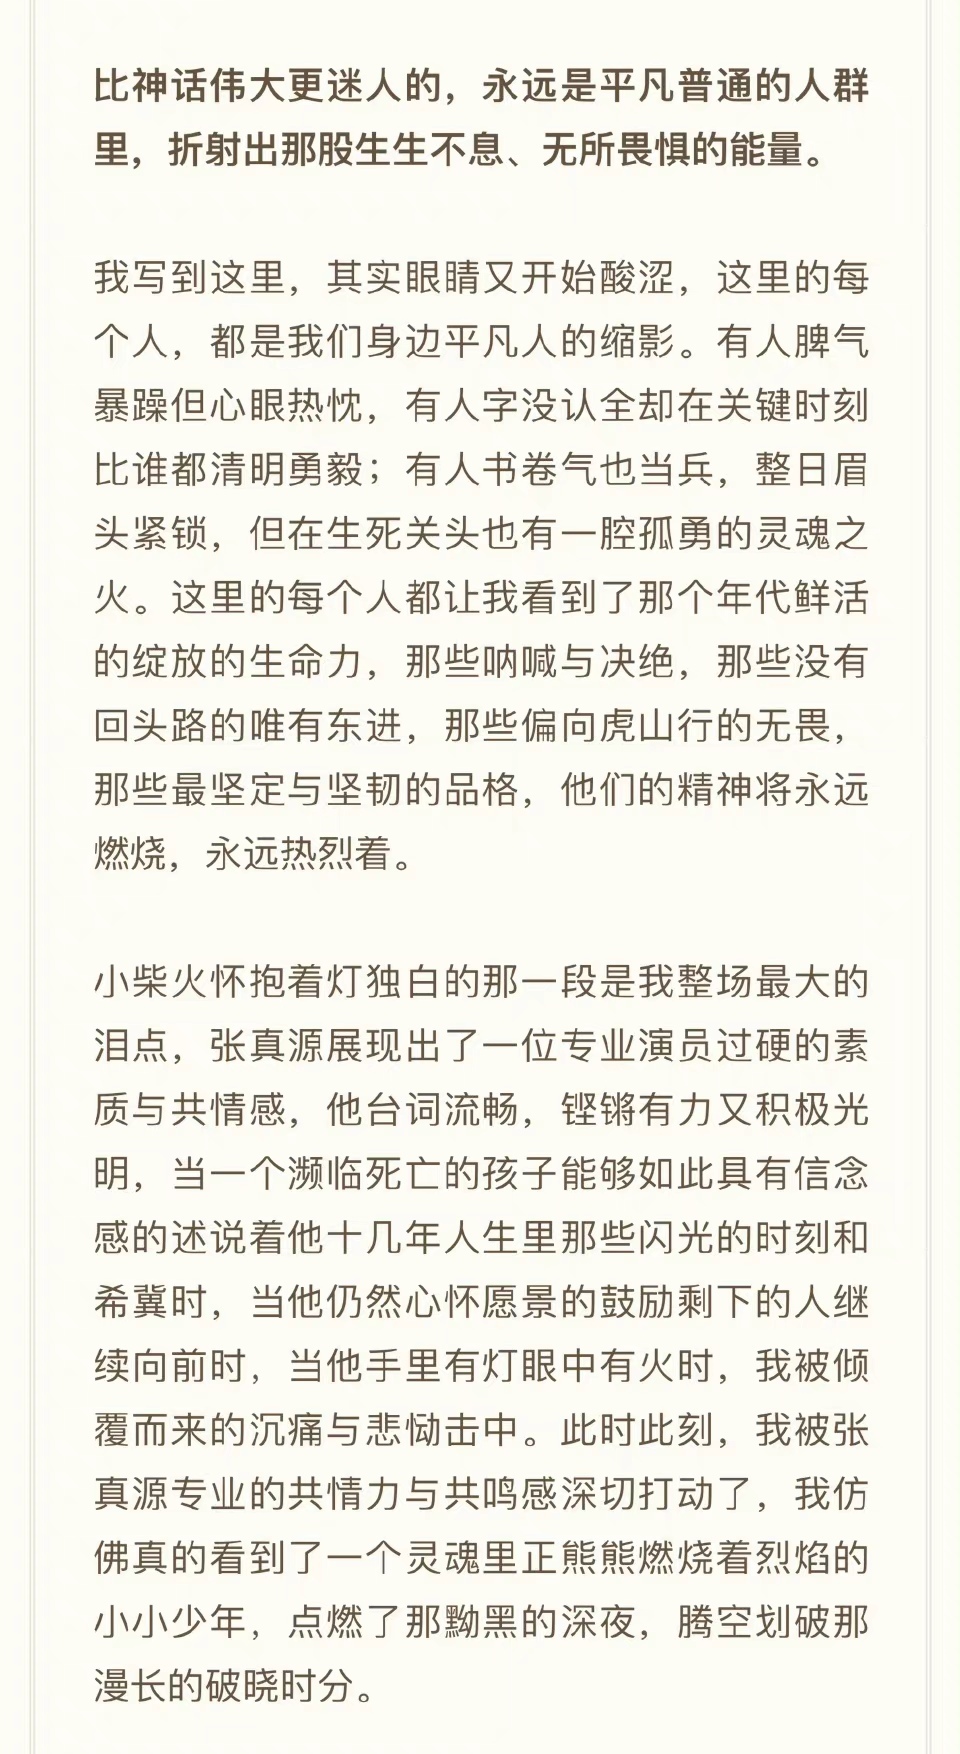 比神话伟大更迷人的，永远是平凡普通的人群
里，折射出那股生生不息、无所畏惧的能量。
我写到这里，其实眼睛又开始酸涩，这里的每
个人，都是我们身边平凡人的缩影。有人脾气
暴躁但心眼热忱，有人字没认全却在关键时刻
比谁都清明勇毅；有人书卷气也当兵，整日眉
头紧锁，但在生死关头也有一腔孤勇的灵魂之
火。这里的每个人都让我看到了那个年代鲜活
的绽放的生命力，那些呐喊与决绝，那些没有
回头路的唯有东进，那些偏向虎山行的无畏，
那些最坚定与坚韧的品格，他们的精神将永远
燃烧，永远热烈着。
小柴火怀抱着灯独白的那一段是我整场最大的
泪点，张真源展现出了一位专业演员过硬的素
质与共情感，他台词流畅，铿锵有力又积极光
明，当一个濒临死亡的孩子能够如此具有信念
感的述说着他十几年人生里那些闪光的时刻和
希冀时，当他仍然心怀愿景的鼓励剩下的人继
续向前时，当他手里有灯眼中有火时，我被倾
覆而来的沉痛与悲恸击中。此时此刻，我被张
真源专业的共情力与共鸣感深切打动了，我仿
佛真的看到了一个灵魂里正熊熊燃烧着烈焰的
小小少年，点燃了那黝黑的深夜，腾空划破那
漫长的破晓时分。